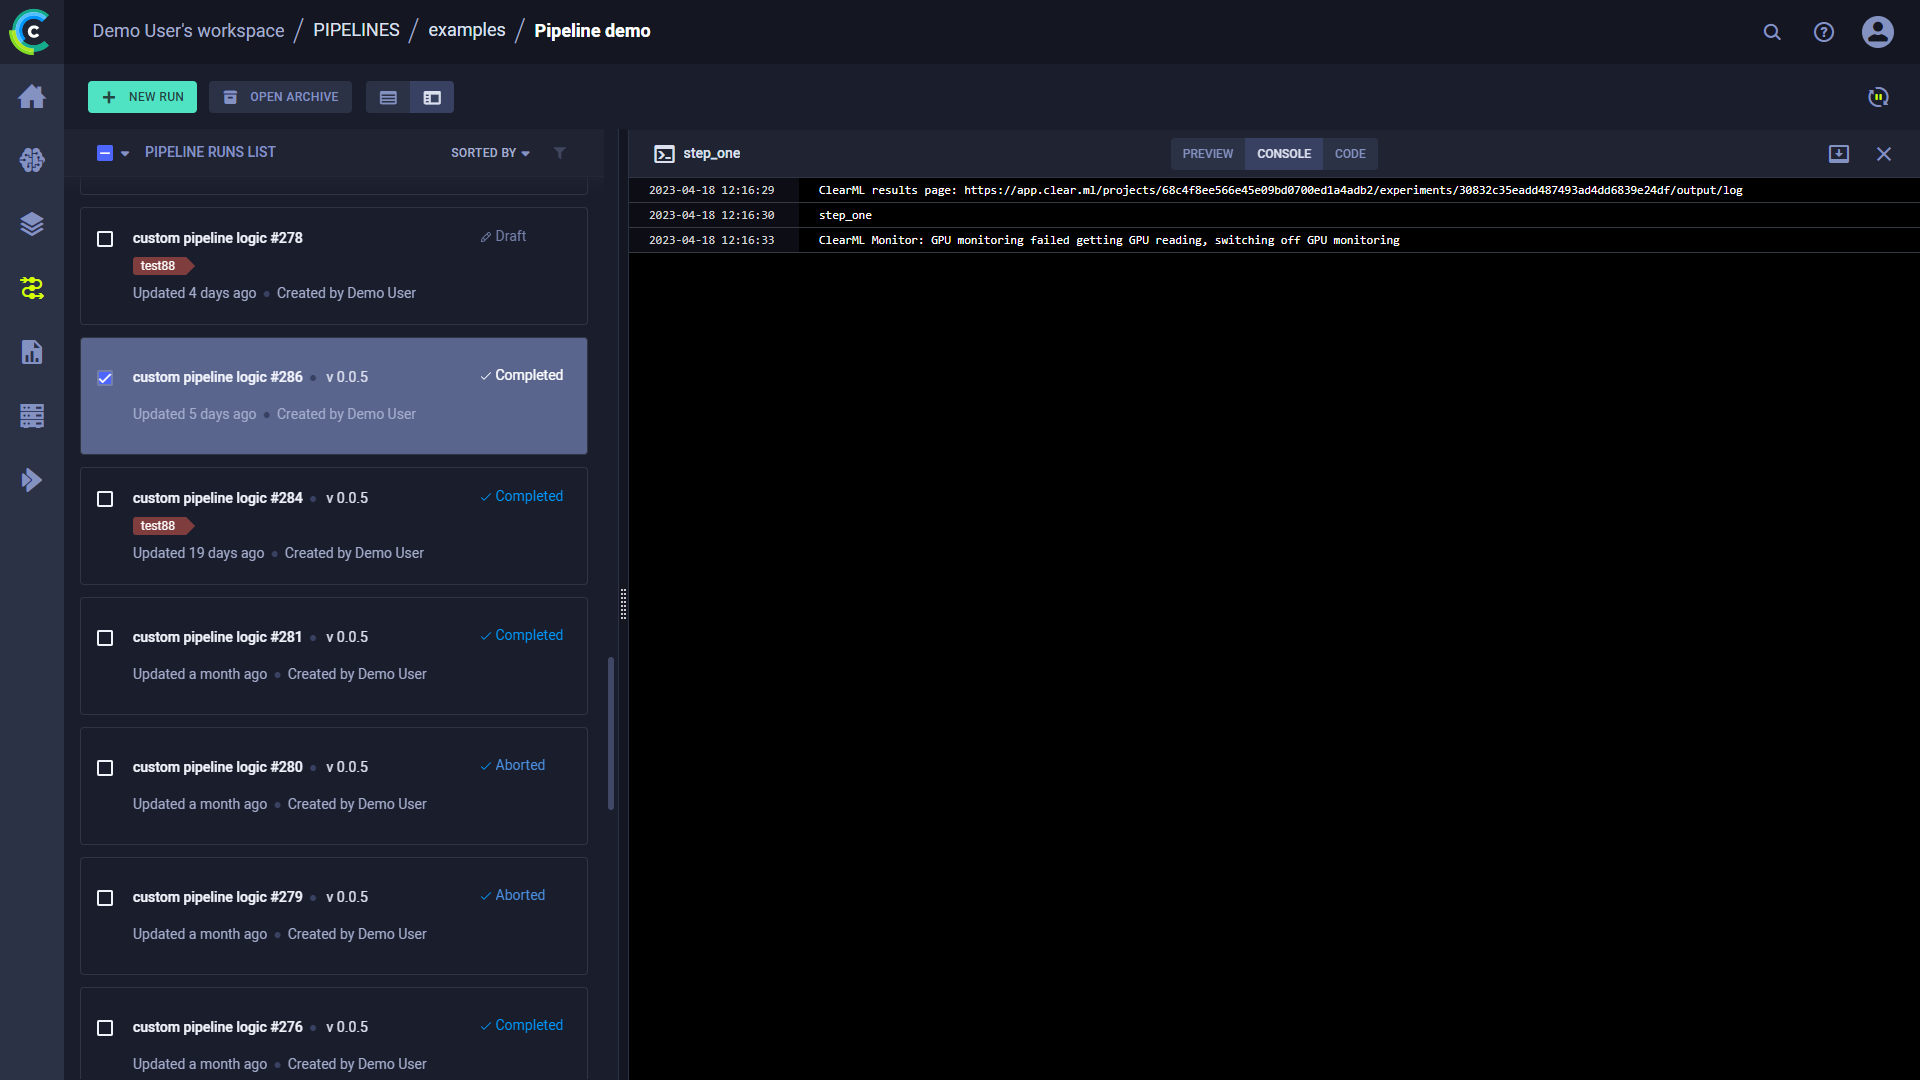 Demo User's workspace / PIPELINES / examples / Pipeline demo
NEW RUN
OPEN ARCHIVE
PIPELINE RUNS LIST
SORTED BY
custom pipeline logic #278
Draft
test88
Updated 4 days ago • Created by Demo User
custom pipeline logic #286 • v 0.0.5
Completed
Updated 5 days ago • Created by Demo User
custom pipeline logic #284 • v 0.0.5
Completed
test88
Updated 19 days ago • Created by Demo User
custom pipeline logic #281 • v 0.0.5
Completed
Updated a month ago • Created by Demo User
custom pipeline logic #280 • v 0.0.5
Aborted
Updated a month ago • Created by Demo User
custom pipeline logic #279 • v 0.0.5
Aborted
Updated a month ago • Created by Demo User
custom pipeline logic #276 • v 0.0.5
Completed
Updated a month ago • Created by Demo User
step_one
PREVIEW
CONSOLE
CODE
2023-04-18 12:16:29 ClearML results page: https://app.clear.ml/projects/68c4f8ee566e45e09bd0700ed1a4adb2/experiments/30832c35eadd487493ad4dd6839e24df/output/log
2023-04-18 12:16:30 step_one
2023-04-18 12:16:33 ClearML Monitor: GPU monitoring failed getting GPU reading, switching off GPU monitoring